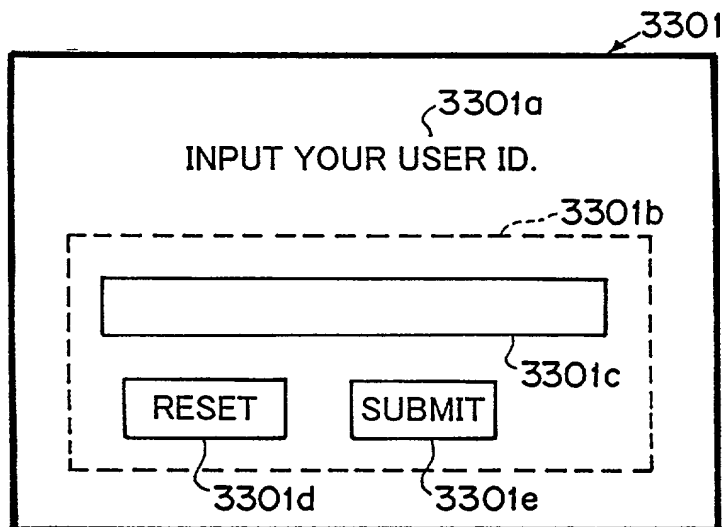 3301
3301a
INPUT YOUR USER ID.
3301b
3301c
RESET SUBMIT
3301d 3301e